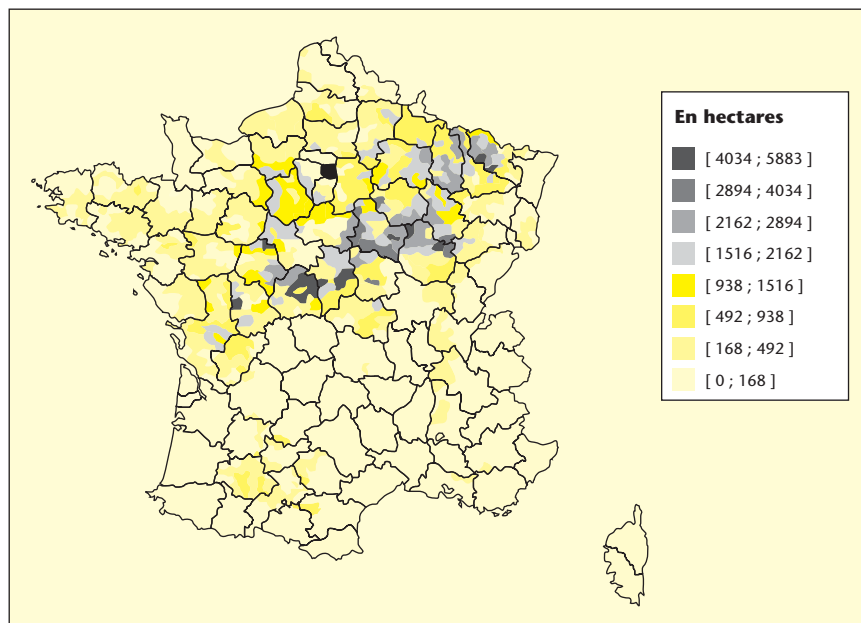 En hectares
[ 4034 ; 5883 ]
[ 2894 ; 4034 ]
[ 2162 ; 2894 ]
[ 1516 ; 2162 ]
[ 938 ; 1516 ]
[ 492 ; 938 ]
[ 168 ; 492 ]
[ 0 ; 168 ]